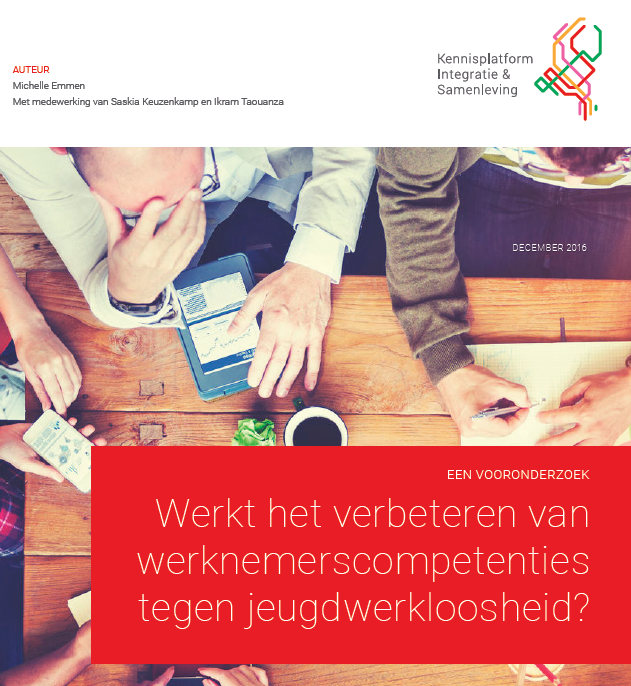 AUTEUR
Michelle Emmen
Met medewerking van Saskia Keuzenkamp en Ikram Taouanza
Kennisplatform
Integratie &
Samenleving
DECEMBER 2016
EEN VOORONDERZOEK
Werkt het verbeteren van
werknemerscompetenties
tegen jeugdwerkloosheid?